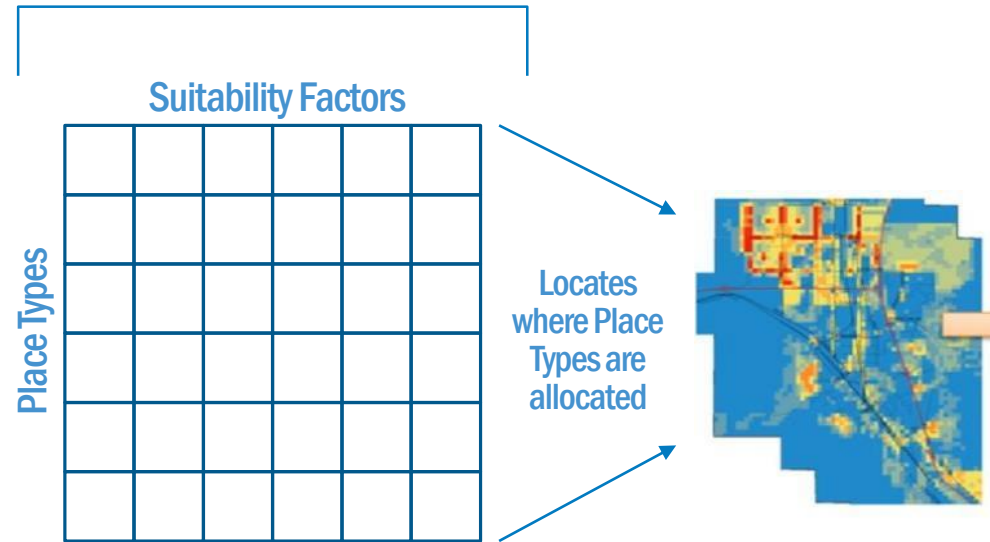 Suitability Factors
Place Types
Locates
where Place
Types are
allocated